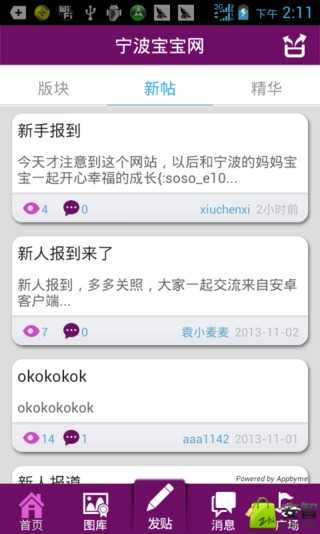 3G
下午 2:11
宁波宝宝网
版块
新帖
精华
新手报到
今天才注意到这个网站，以后和宁波的妈妈宝
宝一起开心幸福的成长{:soso_e10...
4
0
xiuchenxi 2小时前
新人报到来了
新人报到，多多关照，大家一起交流来自安卓
客户端...
7
0
袁小麦麦 2013-11-02
okokokok
okokokokok
14
1
aaa1142 2013-11-01
新人报道
Powered by Appbyme
首页
图库
发贴
消息
广场